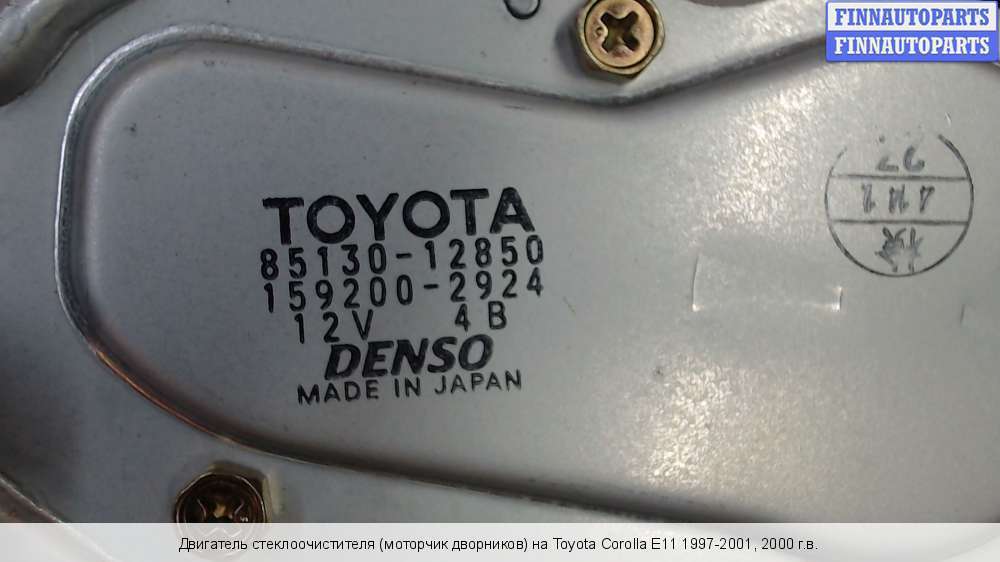 FINNAUTOPARTS
FINNAUTOPARTS
TOYOTA
85130-12850
159200-2924
12V 4B
DENSO
MADE IN JAPAN
Двигатель стеклоочистителя (моторчик дворников) на Toyota Corolla E11 1997-2001, 2000 г.в.